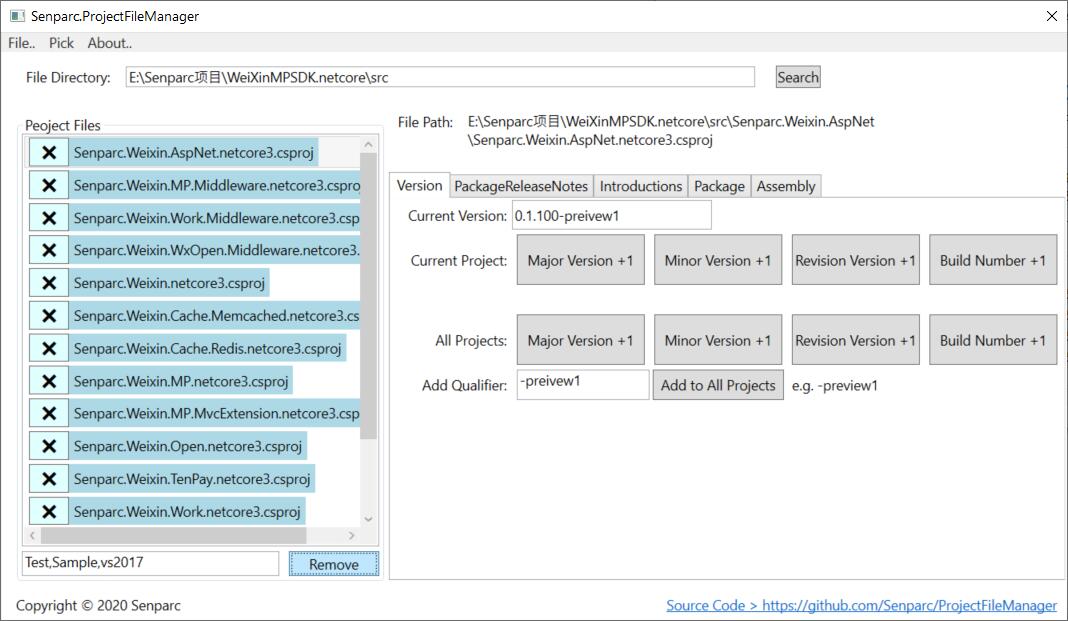 Senparc.ProjectFileManager
File.. Pick About..
File Directory: E:\Senparc项目\WeiXinMPSDK.netcore\src Search
Peoject Files
Senparc.Weixin.AspNet.netcore3.csproj
Senparc.Weixin.MP.Middleware.netcore3.cspro
Senparc.Weixin.Work.Middleware.netcore3.csp
Senparc.Weixin.WxOpen.Middleware.netcore3.
Senparc.Weixin.netcore3.csproj
Senparc.Weixin.Cache.Memcached.netcore3.cs
Senparc.Weixin.Cache.Redis.netcore3.csproj
Senparc.Weixin.MP.netcore3.csproj
Senparc.Weixin.MP.MvcExtension.netcore3.csp
Senparc.Weixin.Open.netcore3.csproj
Senparc.Weixin.TenPay.netcore3.csproj
Senparc.Weixin.Work.netcore3.csproj
Test,Sample,vs2017 Remove
File Path: E:\Senparc项目\WeiXinMPSDK.netcore\src\Senparc.Weixin.AspNet
\Senparc.Weixin.AspNet.netcore3.csproj
Version PackageReleaseNotes Introductions Package Assembly
Current Version: 0.1.100-preivew1
Current Project: Major Version +1 Minor Version +1 Revision Version +1 Build Number +1
All Projects: Major Version +1 Minor Version +1 Revision Version +1 Build Number +1
Add Qualifier: -preivew1 Add to All Projects e.g. -preview1
Copyright © 2020 Senparc
Source Code > https://github.com/Senparc/ProjectFileManager